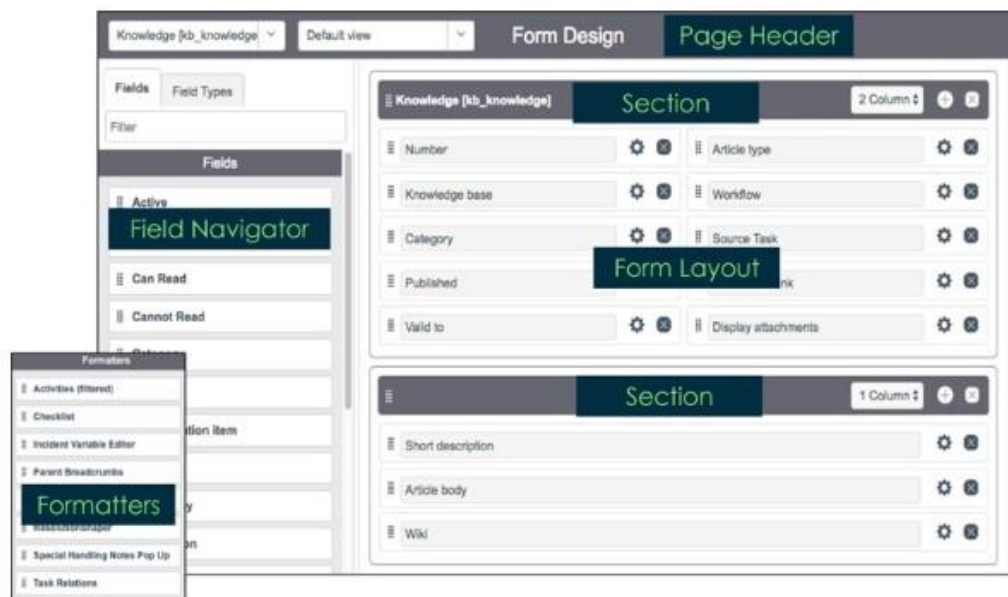 Knowledge [kb_knowledge
Default view
Form Design
Page Header
Fields
Field Types
Filter
Fields
Active
Field Navigator
Can Read
Cannot Read
Knowledge [kb_knowledge]
Section
2 Column
Number
Article type
Knowledge base
Workflow
Category
Source Task
Form Layout
Published
Valid to
Display attachments
Section
1 Column
Short description
Article body
Wiki
Formatters
Activities (filtered)
Checklist
Incident Variable Editor
Parent Breadcrumbs
Formatters
Special Handling Notes Pop Up
Task Relations